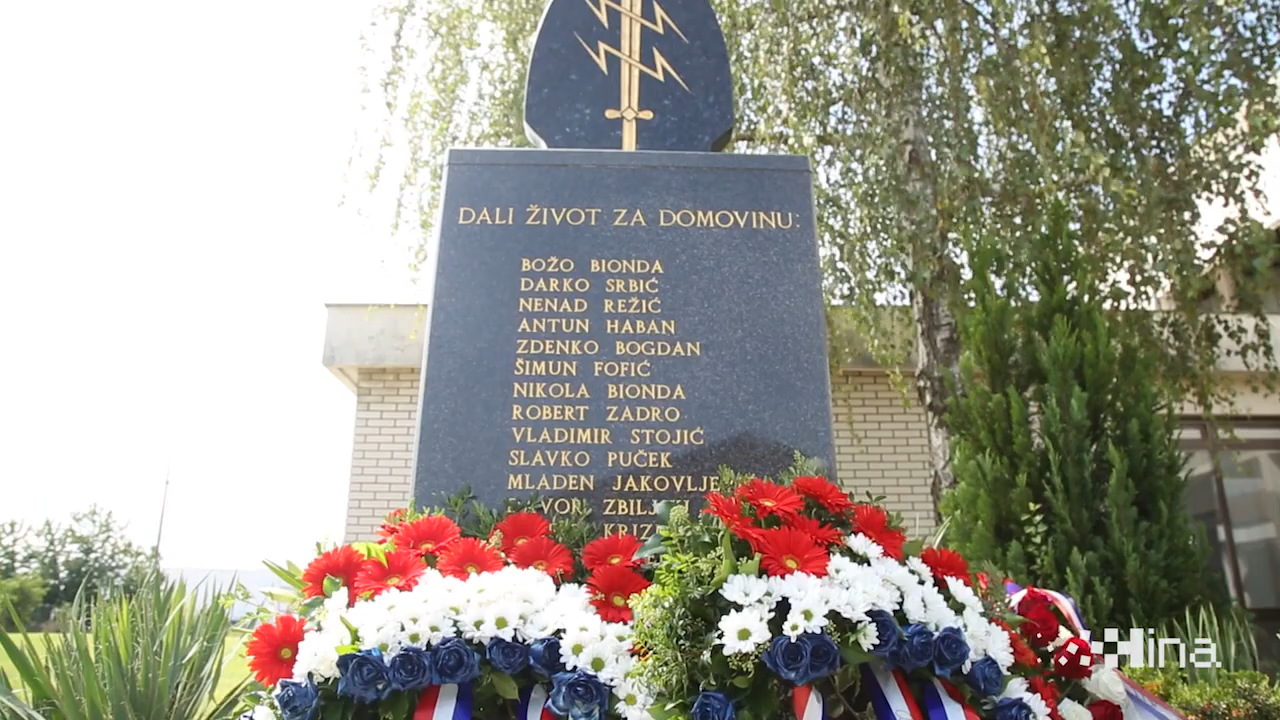 DALI ŽIVOT ZA DOMOVINU:
BOŽO BIONDA
DARKO SRBIĆ
NENAD REŽIĆ
ANTUN HABAN
ZDENKO BOGDAN
ŠIMUN FOFIĆ
NIKOLA BIONDA
ROBERT ZADRO
VLADIMIR STOJIĆ
SLAVKO PUČEK
MLADEN
hina